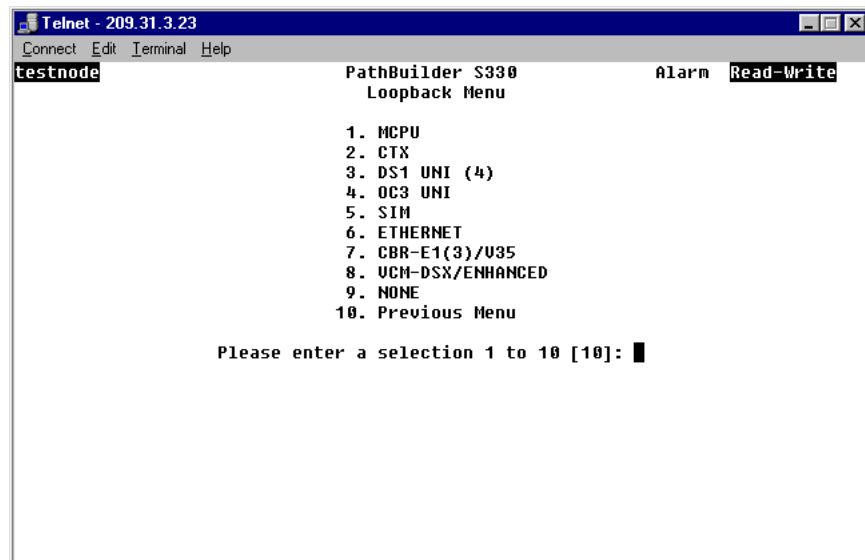 Telnet - 209.31.3.23
Connect Edit Terminal Help
testnode PathBuilder S330 Alarm Read-Write
Loopback Menu
1. MCPU
2. CTX
3. DS1 UNI (4)
4. OC3 UNI
5. SIM
6. ETHERNET
7. CBR-E1(3)/V35
8. VCM-DSX/ENHANCED
9. NONE
10. Previous Menu
Please enter a selection 1 to 10 [10]: